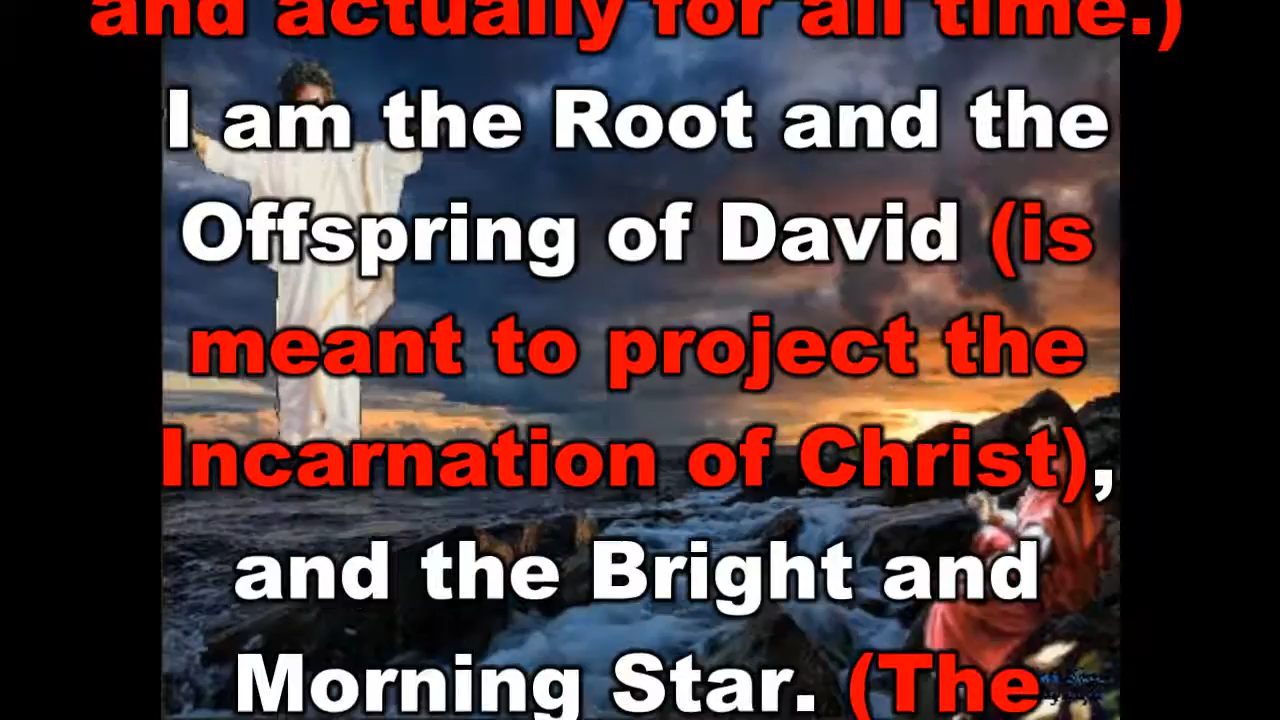 and actually for all time.)
I am the Root and the
Offspring of David (is
meant to project the
Incarnation of Christ),
and the Bright and
Morning Star. (The